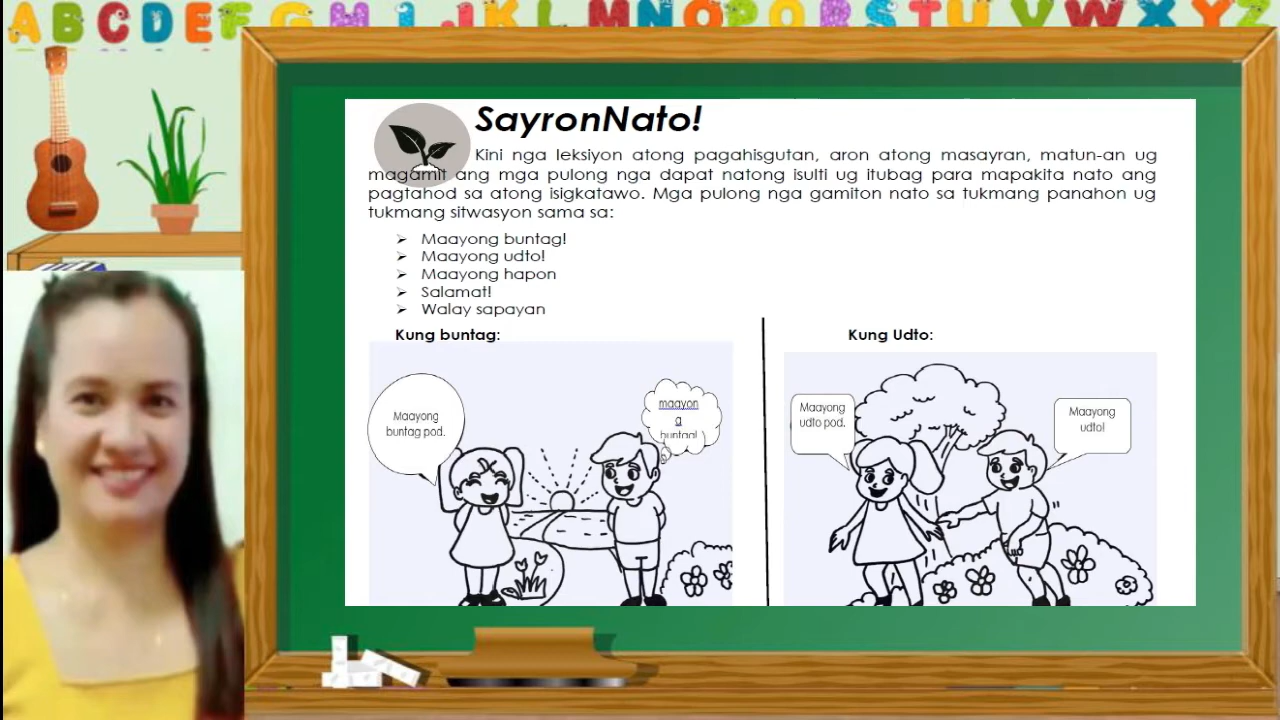 A B C D E F G H I J K L M N O P Q R S T U V W X Y Z
SayronNato!
Kini nga leksiyon atong pagahisgutan, aron atong masayran, matun-an ug
magamit ang mga pulong nga dapat natong isulti ug itubag para mapakita nato ang
pagtahod sa atong isigkatawo. Mga pulong nga gamiton nato sa tukmang panahon ug
tukmang sitwasyon sama sa:
➢ Maayong buntag!
➢ Maayong udto!
➢ Maayong hapon
➢ Salamat!
➢ Walay sapayan
Kung buntag:
Maayong
buntag pod.
maayon
g
buntag!
Kung Udto:
Maayong
udto pod.
Maayong
udto!